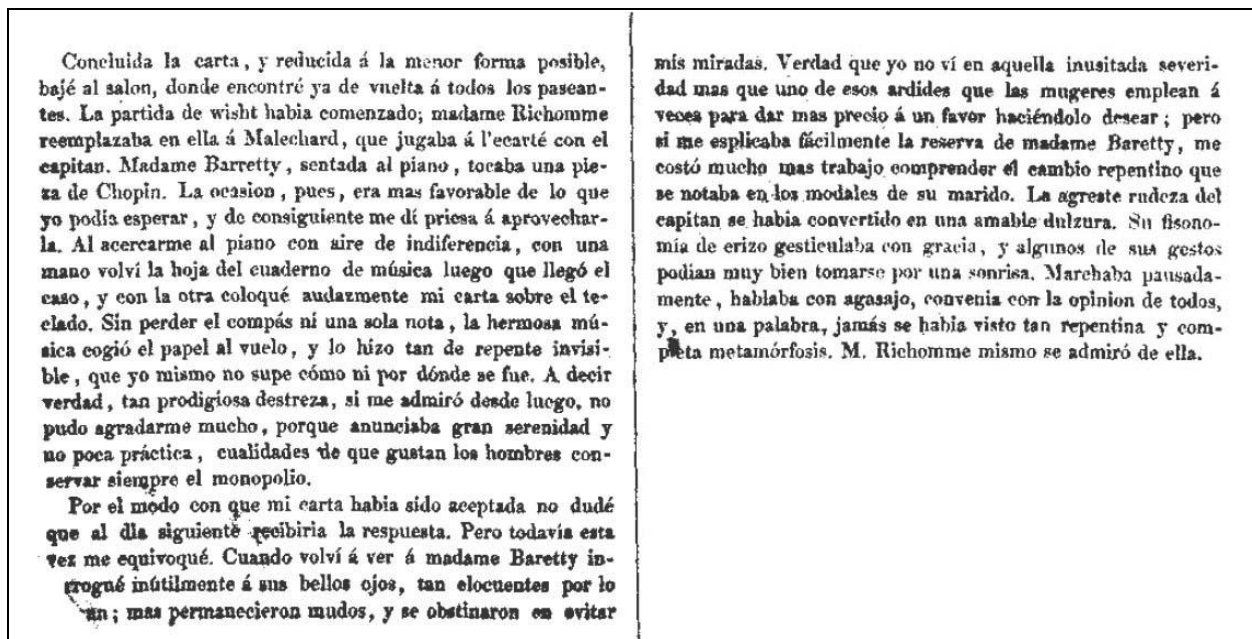 Concluida la carta, y reducida á la menor forma posible,
bajé al salon, donde encontré ya de vuelta á todos los pasean-
tes. La partida de wisht habia comenzado; madame Richomme
reemplazaba en ella á Malechard, que jugaba á l'ecarté con el
capitan. Madame Barretty, sentada al piano, tocaba una pie-
za de Chopin. La ocasion, pues, era mas favorable de lo que
yo podia esperar, y de consiguiente me dí priesa á aprovechar-
la. Al acercarme al piano con aire de indiferencia, con una
mano volví la hoja del cuaderno de música luego que llegó el
caso, y con la otra coloqué audazmente mi carta sobre el te-
clado. Sin perder el compás ni una sola nota, la hermosa mú-
sica cogió el papel al vuelo, y lo hizo tan de repente invisi-
ble, que yo mismo no supe cómo ni por dónde se fue. A decir
verdad, tan prodigiosa destreza, si me admiró desde luego, no
pudo agradarme mucho, porque anunciaba gran serenidad y
no poca práctica, cualidades de que gustan los hombres con-
servar siempre el monopolio.
Por el modo con que mi carta habia sido aceptada no dudé
que al dia siguiente recibiria la respuesta. Pero todavía esta
vez me equivoqué. Cuando volví á ver á madame Baretty in-
rrogué inútilmente á sus bellos ojos, tan elocuentes por lo
an; mas permanecieron mudos, y se obstinaron en evitar
mis miradas. Verdad que yo no ví en aquella inusitada severi-
dad mas que uno de esos ardides que las mugeres emplean á
veces para dar mas precio á un favor haciéndolo desear; pero
si me esplicaba fácilmente la reserva de madame Baretty, me
costó mucho mas trabajo comprender el cambio repentino que
se notaba en los modales de su marido. La agreste rudeza del
capitan se habia convertido en una amable dulzura. Su fisono-
mía de erizo gesticulaba con gracia, y algunos de sus gestos
podian muy bien tomarse por una sonrisa. Marchaba pausada-
mente, hablaba con agasajo, convenia con la opinion de todos,
y, en una palabra, jamás se habia visto tan repentina y com-
pleta metamórfosis. M. Richomme mismo se admiró de ella.